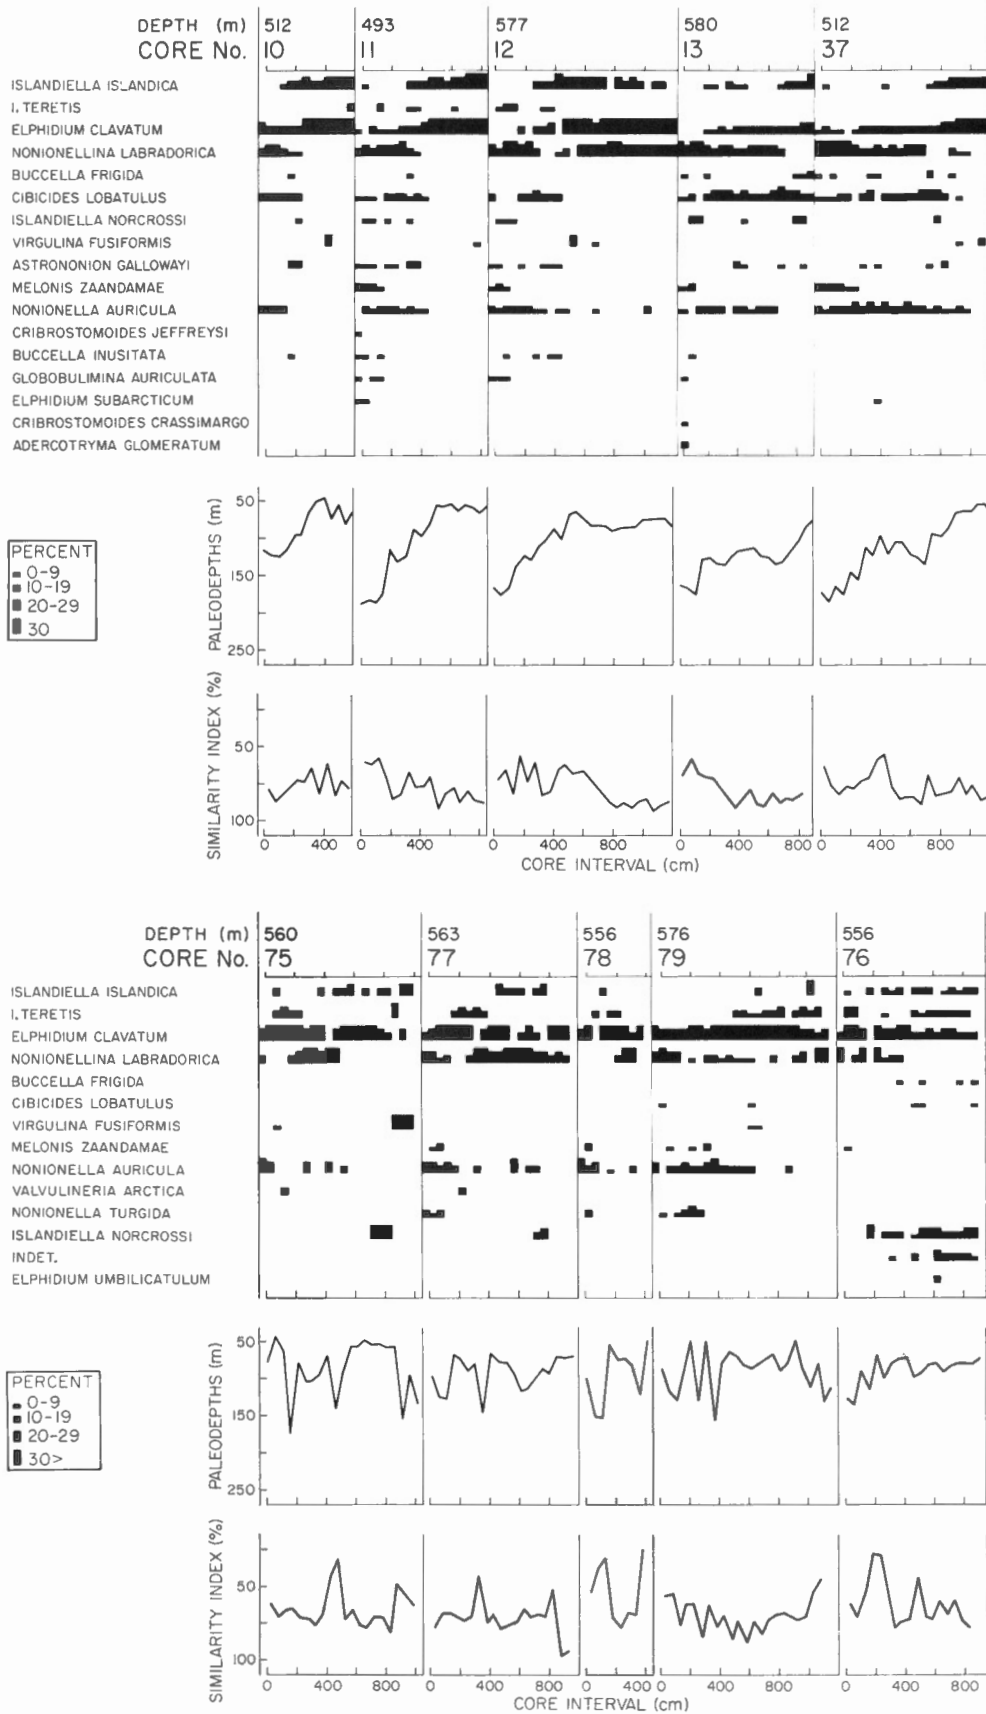 DEPTH (m) 512 493 577 580 512
CORE No. 10 11 12 13 37
ISLANDIELLA ISLANDICA
I. TERETIS
ELPHIDIUM CLAVATUM
NONIONELLINA LABRADORICA
BUCCELLA FRIGIDA
CIBICIDES LOBATULUS
ISLANDIELLA NORCROSSI
VIRGULINA FUSIFORMIS
ASTRONONION GALLOWAYI
MELONIS ZAANDAMAE
NONIONELLA AURICULA
CRIBROSTOMOIDES JEFFREYSI
BUCCELLA INUSITATA
GLOBOBULIMINA AURICULATA
ELPHIDIUM SUBARCTICUM
CRIBROSTOMOIDES CRASSIMARGO
ADERCOTRYMA GLOMERATUM
PERCENT
0-9
10-19
20-29
30
PALEODEPTHS (m)
50
150
250
SIMILARITY INDEX (%)
50
100
0 400 0 400 800 0 400 800 0 400 800 0 400 800
CORE INTERVAL (cm)
DEPTH (m) 560 563 556 576 556
CORE No. 75 77 78 79 76
ISLANDIELLA ISLANDICA
I. TERETIS
ELPHIDIUM CLAVATUM
NONIONELLINA LABRADORICA
BUCCELLA FRIGIDA
CIBICIDES LOBATULUS
VIRGULINA FUSIFORMIS
MELONIS ZAANDAMAE
NONIONELLA AURICULA
VALVULINERIA ARCTICA
NONIONELLA TURGIDA
ISLANDIELLA NORCROSSI
INDET.
ELPHIDIUM UMBILICATULUM
PERCENT
0-9
10-19
20-29
30>
PALEODEPTHS (m)
50
150
250
SIMILARITY INDEX (%)
50
100
0 400 800 0 400 800 0 400 0 400 800 0 400 800
CORE INTERVAL (cm)